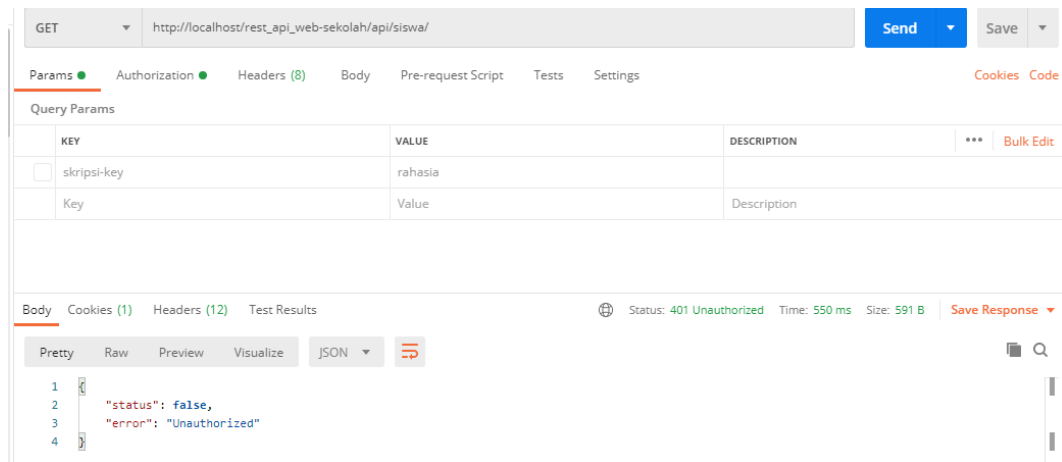 GET http://localhost/rest_api_web-sekolah/api/siswa/ Send Save
Params Authorization Headers (8) Body Pre-request Script Tests Settings Cookies Code
Query Params
KEY VALUE DESCRIPTION ••• Bulk Edit
skripsi-key rahasia
Key Value Description
Body Cookies (1) Headers (12) Test Results Status: 401 Unauthorized Time: 550 ms Size: 591 B Save Response
Pretty Raw Preview Visualize JSON
1 {
2 "status": false,
3 "error": "Unauthorized"
4 }